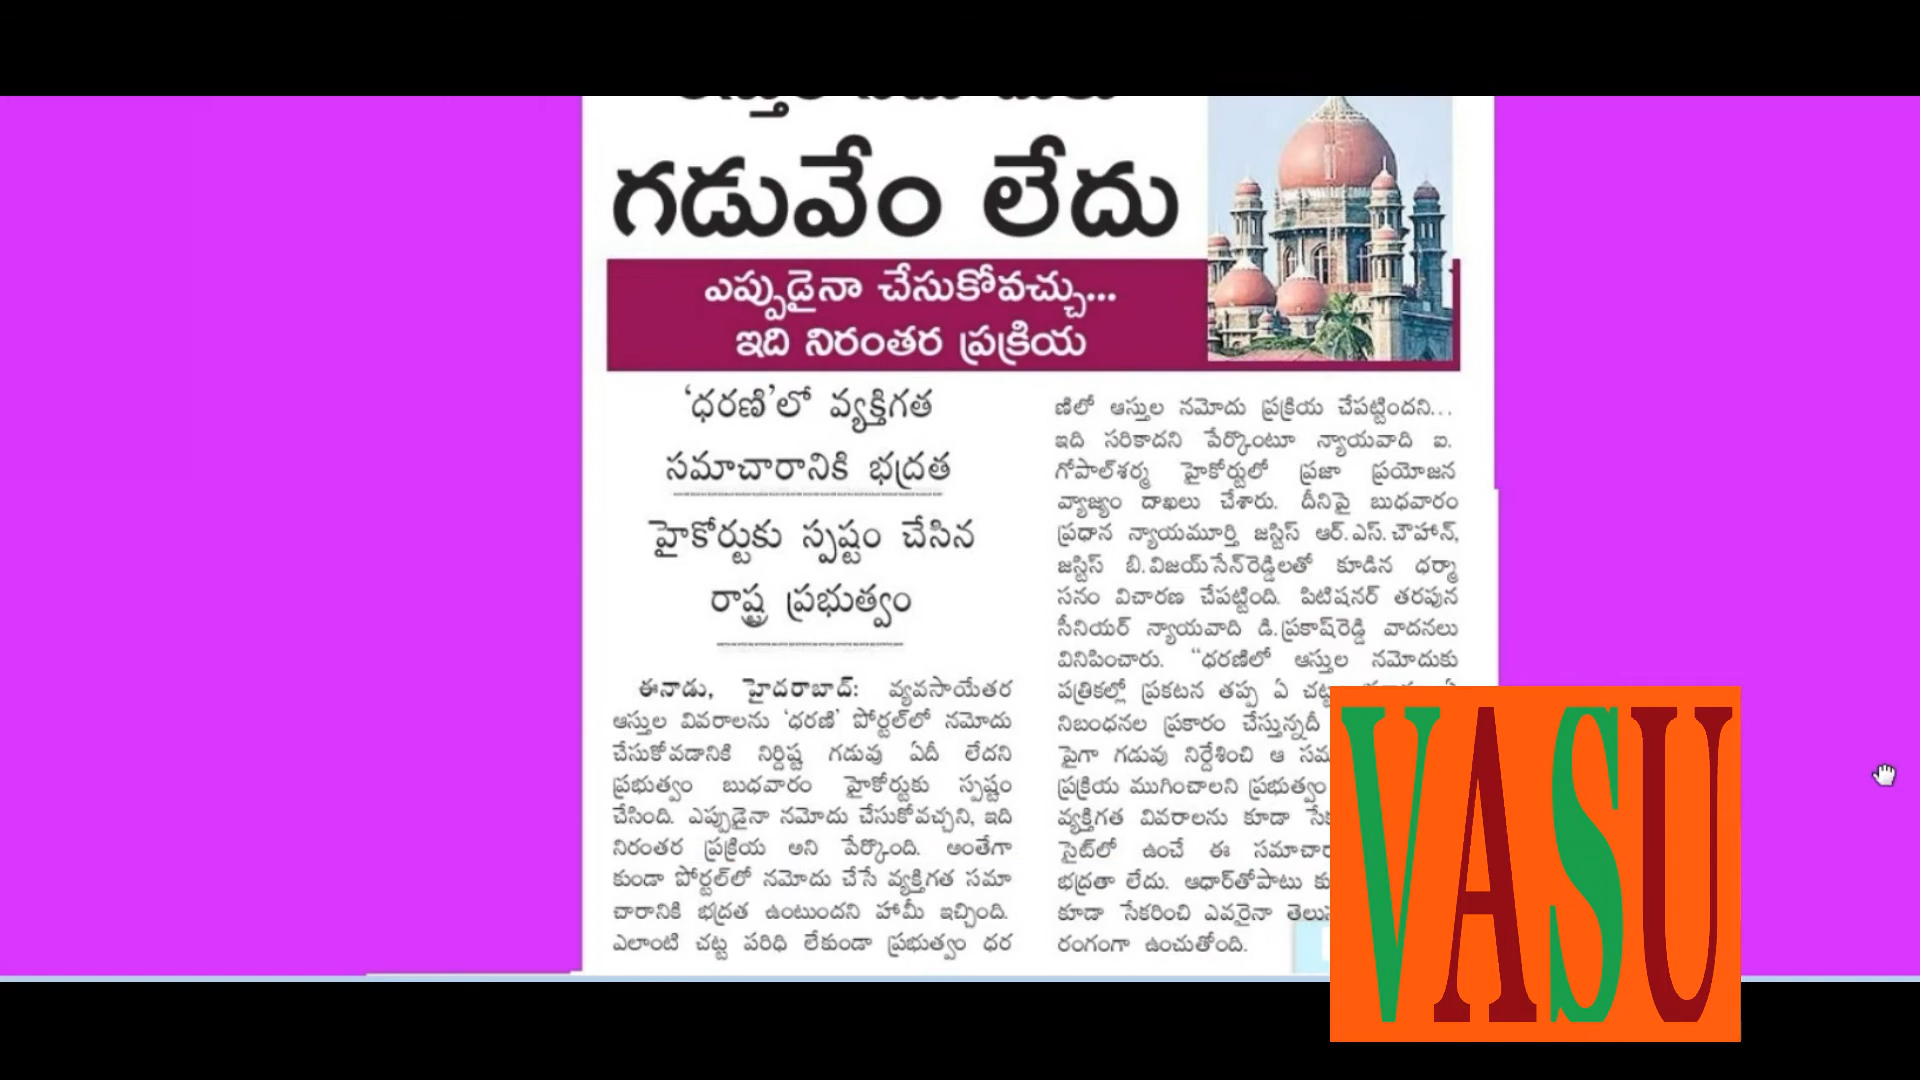 గడువేం లేదు
ఎప్పుడైనా చేసుకోవచ్చు...
ఇది నిరంతర ప్రక్రియ
‘ధరణి’లో వ్యక్తిగత
సమాచారానికి భద్రత
హైకోర్టుకు స్పష్టం చేసిన
రాష్ట్ర ప్రభుత్వం
ఈనాడు, హైదరాబాద్: వ్యవసాయేతర
ఆస్తుల వివరాలను ‘ధరణి’ పోర్టల్‌లో నమోదు
చేసుకోవడానికి నిర్దిష్ట గడువు ఏదీ లేదని
ప్రభుత్వం బుధవారం హైకోర్టుకు స్పష్టం
చేసింది. ఎప్పుడైనా నమోదు చేసుకోవచ్చని, ఇది
నిరంతర ప్రక్రియ అని పేర్కొంది. అంతేగా
కుండా పోర్టల్‌లో నమోదు చేసే వ్యక్తిగత సమా
చారానికి భద్రత ఉంటుందని హామీ ఇచ్చింది.
ఎలాంటి చట్ట పరిధి లేకుండా ప్రభుత్వం ధర
ణిలో ఆస్తుల నమోదు ప్రక్రియ చేపట్టిందని...
ఇది సరికాదని పేర్కొంటూ న్యాయవాది ఐ.
గోపాల్‌శర్మ హైకోర్టులో ప్రజా ప్రయోజన
వ్యాజ్యం దాఖలు చేశారు. దీనిపై బుధవారం
ప్రధాన న్యాయమూర్తి జస్టిస్ ఆర్.ఎస్.చౌహాన్,
జస్టిస్ బి.విజయ్‌సేన్‌రెడ్డిలతో కూడిన ధర్మా
సనం విచారణ చేపట్టింది. పిటిషనర్ తరపున
సీనియర్ న్యాయవాది డి.ప్రకాష్‌రెడ్డి వాదనలు
వినిపించారు. “ధరణిలో ఆస్తుల నమోదుకు
పత్రికల్లో ప్రకటన తప్ప ఏ
నిబంధనల ప్రకారం చేస్తున్నదీ
పైగా గడువు నిర్దేశించి ఆ
ప్రక్రియ ముగించాలని ప్రభుత్వం
వ్యక్తిగత వివరాలను కూడా
సైట్‌లో ఉంచే ఈ
భద్రతా లేదు. ఆధార్‌తోపాటు
కూడా సేకరించి ఎవరైనా
రంగంగా ఉంచుతోంది.
VASU